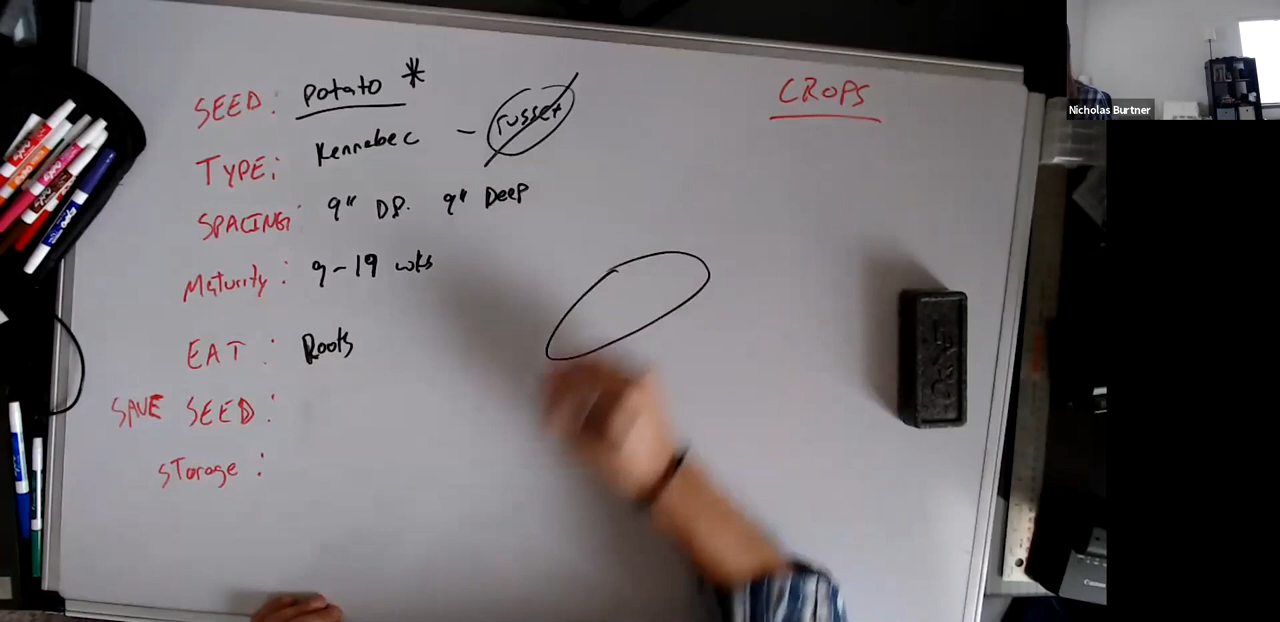 CROPS
SEED: Potato *
TYPE: Kennebec - russet
SPACING: 9" DP. 9" Deep
Maturity: 9-19 wks
EAT: Roots
SAVE SEED:
STorage:
Nicholas Burtner
Canon